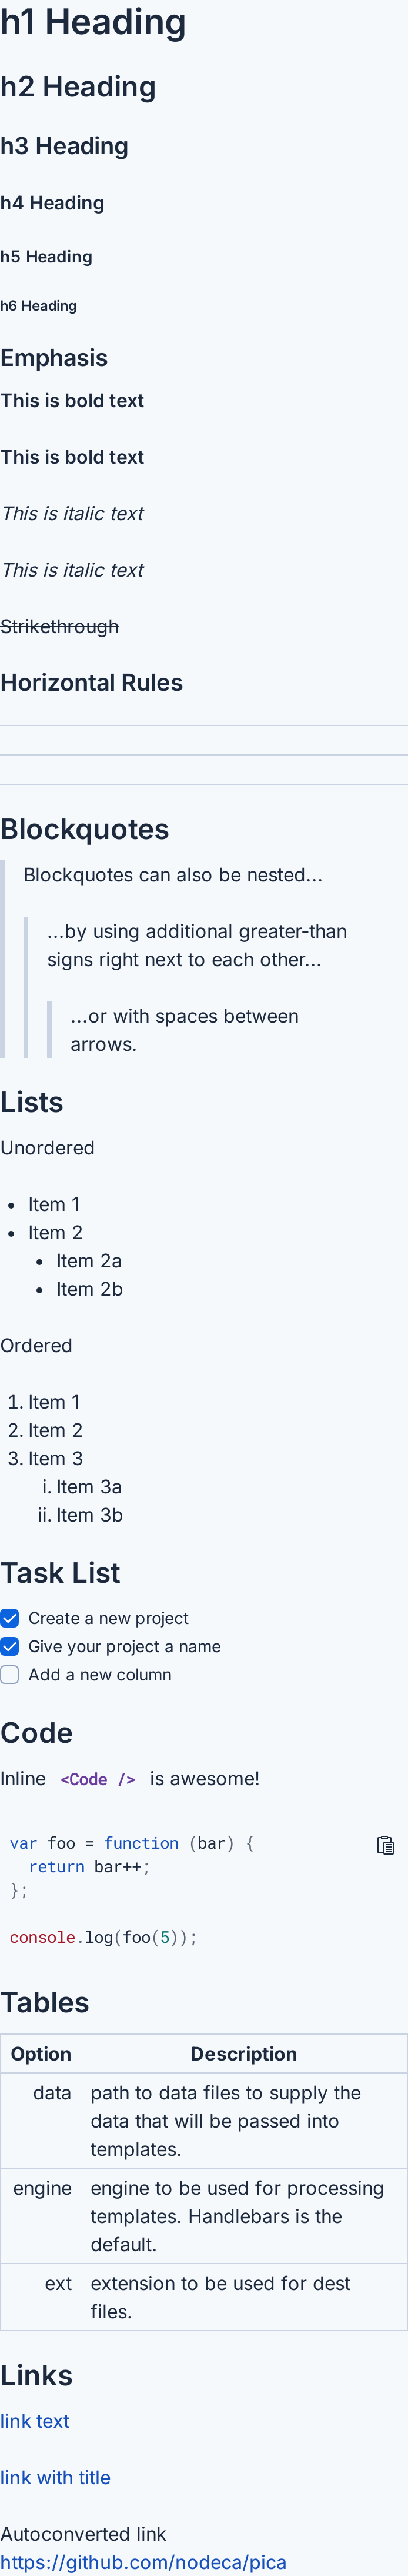 h1 Heading
h2 Heading
h3 Heading
h4 Heading
h5 Heading
h6 Heading
Emphasis
This is bold text
This is bold text
This is italic text
This is italic text
Strikethrough
Horizontal Rules
Blockquotes
Blockquotes can also be nested...
...by using additional greater-than
signs right next to each other...
...or with spaces between
arrows.
Lists
Unordered
• Item 1
• Item 2
• Item 2a
• Item 2b
Ordered
1. Item 1
2. Item 2
3. Item 3
i. Item 3a
ii. Item 3b
Task List
Create a new project
Give your project a name
Add a new column
Code
Inline <Code /> is awesome!
var foo = function (bar) {
  return bar++;
};
console.log(foo(5));
Tables
Option Description
data path to data files to supply the
data that will be passed into
templates.
engine engine to be used for processing
templates. Handlebars is the
default.
ext extension to be used for dest
files.
Links
link text
link with title
Autoconverted link
https://github.com/nodeca/pica